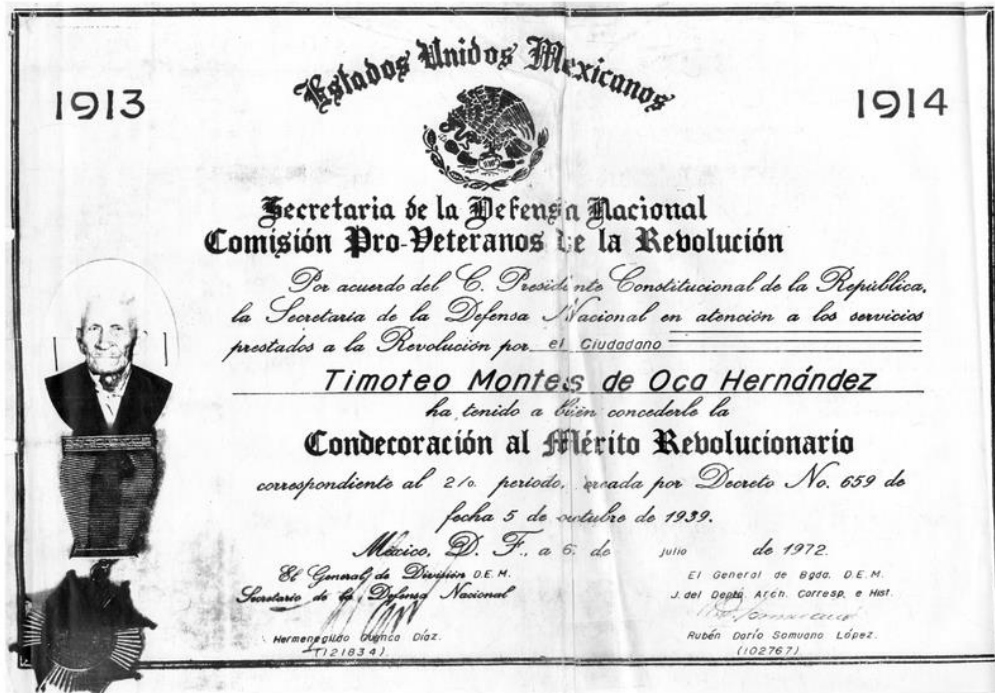 Estados Unidos Mexicanos
1913
1914
Secretaria de la Defensa Nacional
Comisión Pro-Veteranos de la Revolución
Por acuerdo del C. Presidente Constitucional de la República,
la Secretaria de la Defensa Nacional en atención a los servicios
prestados a la Revolución por el Ciudadano
Timoteo Montes de Oca Hernández
ha tenido a bien concederle la
Condecoración al Mérito Revolucionario
correspondiente al 2/o. periodo, creada por Decreto No. 659 de
fecha 5 de octubre de 1939.
México, D. F., a 6 de julio de 1972.
El General de División D.E.M.
Secretario de la Defensa Nacional
Hermenegildo Cuenca Díaz.
(121834).
El General de Bgda. D.E.M.
J. del Depto. Arch. Corresp. e Hist.
Rubén Darío Somuano López.
(102767)